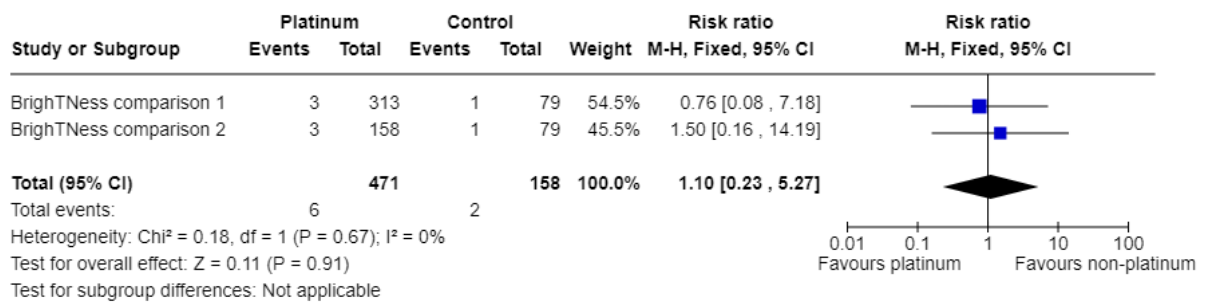 Platinum Control Risk ratio Risk ratio
Study or Subgroup Events Total Events Total Weight M-H, Fixed, 95% CI M-H, Fixed, 95% CI
BrighTNess comparison 1 3 313 1 79 54.5% 0.76 [0.08 , 7.18]
BrighTNess comparison 2 3 158 1 79 45.5% 1.50 [0.16 , 14.19]
Total (95% CI) 471 158 100.0% 1.10 [0.23 , 5.27]
Total events: 6 2
Heterogeneity: Chi² = 0.18, df = 1 (P = 0.67); I² = 0%
0.01 0.1 1 10 100
Test for overall effect: Z = 0.11 (P = 0.91)
Favours platinum Favours non-platinum
Test for subgroup differences: Not applicable